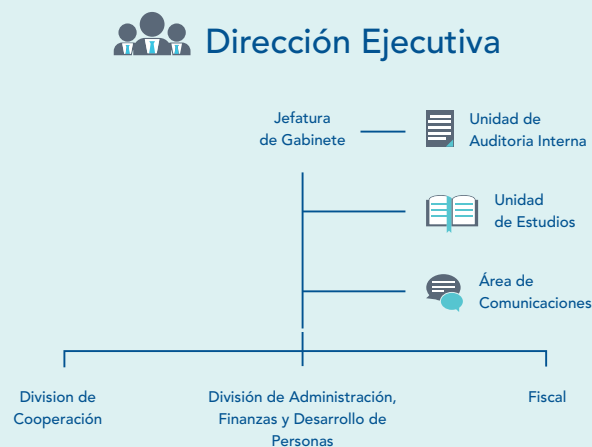 Dirección Ejecutiva
Jefatura
de Gabinete
Unidad de
Auditoria Interna
Unidad
de Estudios
Área de
Comunicaciones
Division de
Cooperación
División de Administración,
Finanzas y Desarrollo de
Personas
Fiscal